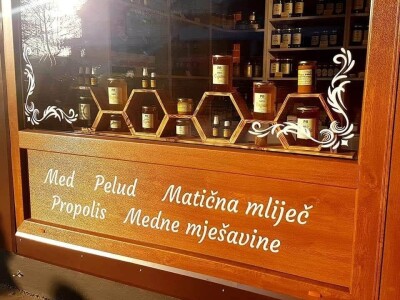 Med Pelud Matična mliječ
Propolis Medne mješavine